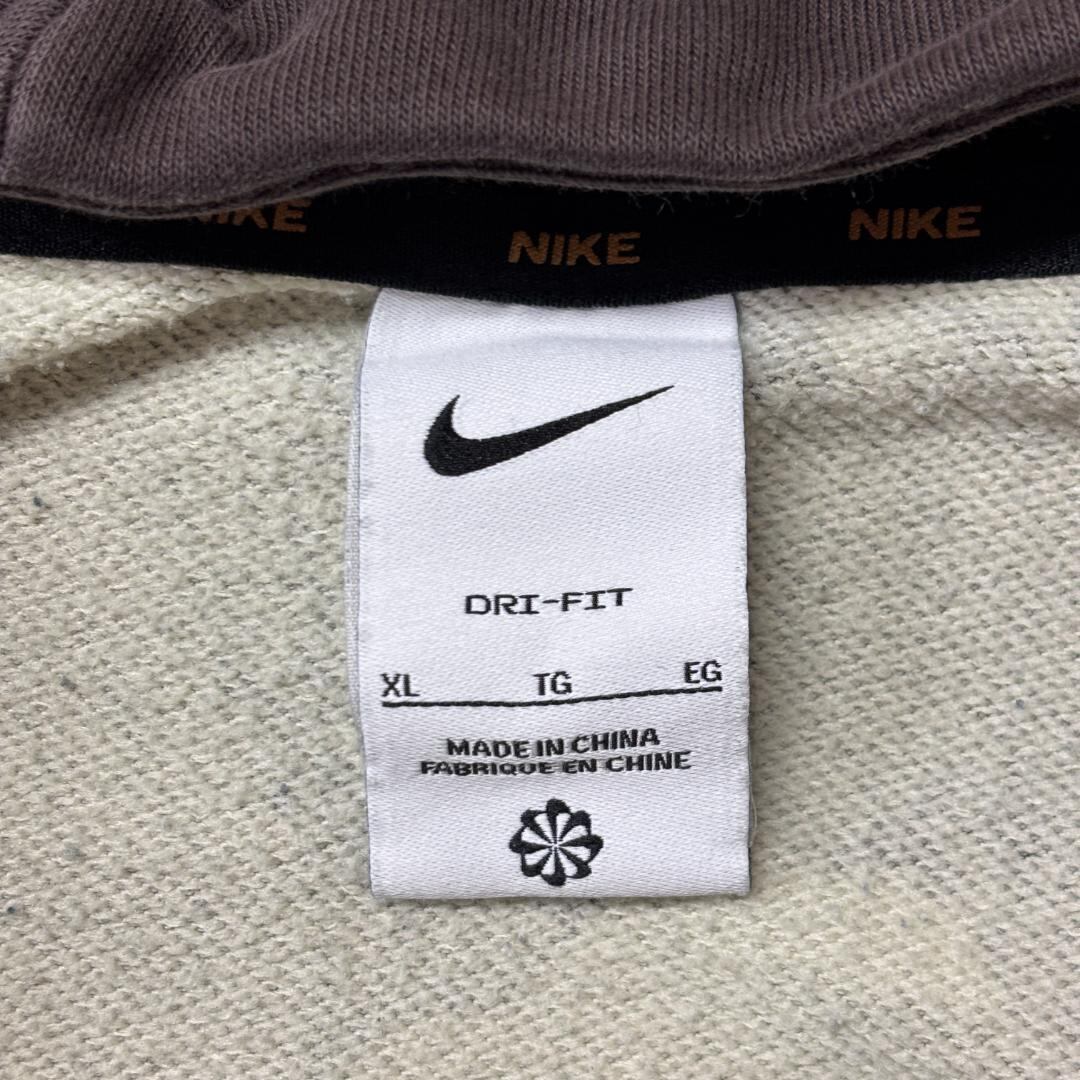 NIKE
NIKE
NIKE
DRI-FIT
XL TG EG
MADE IN CHINA
FABRIQUE EN CHINE